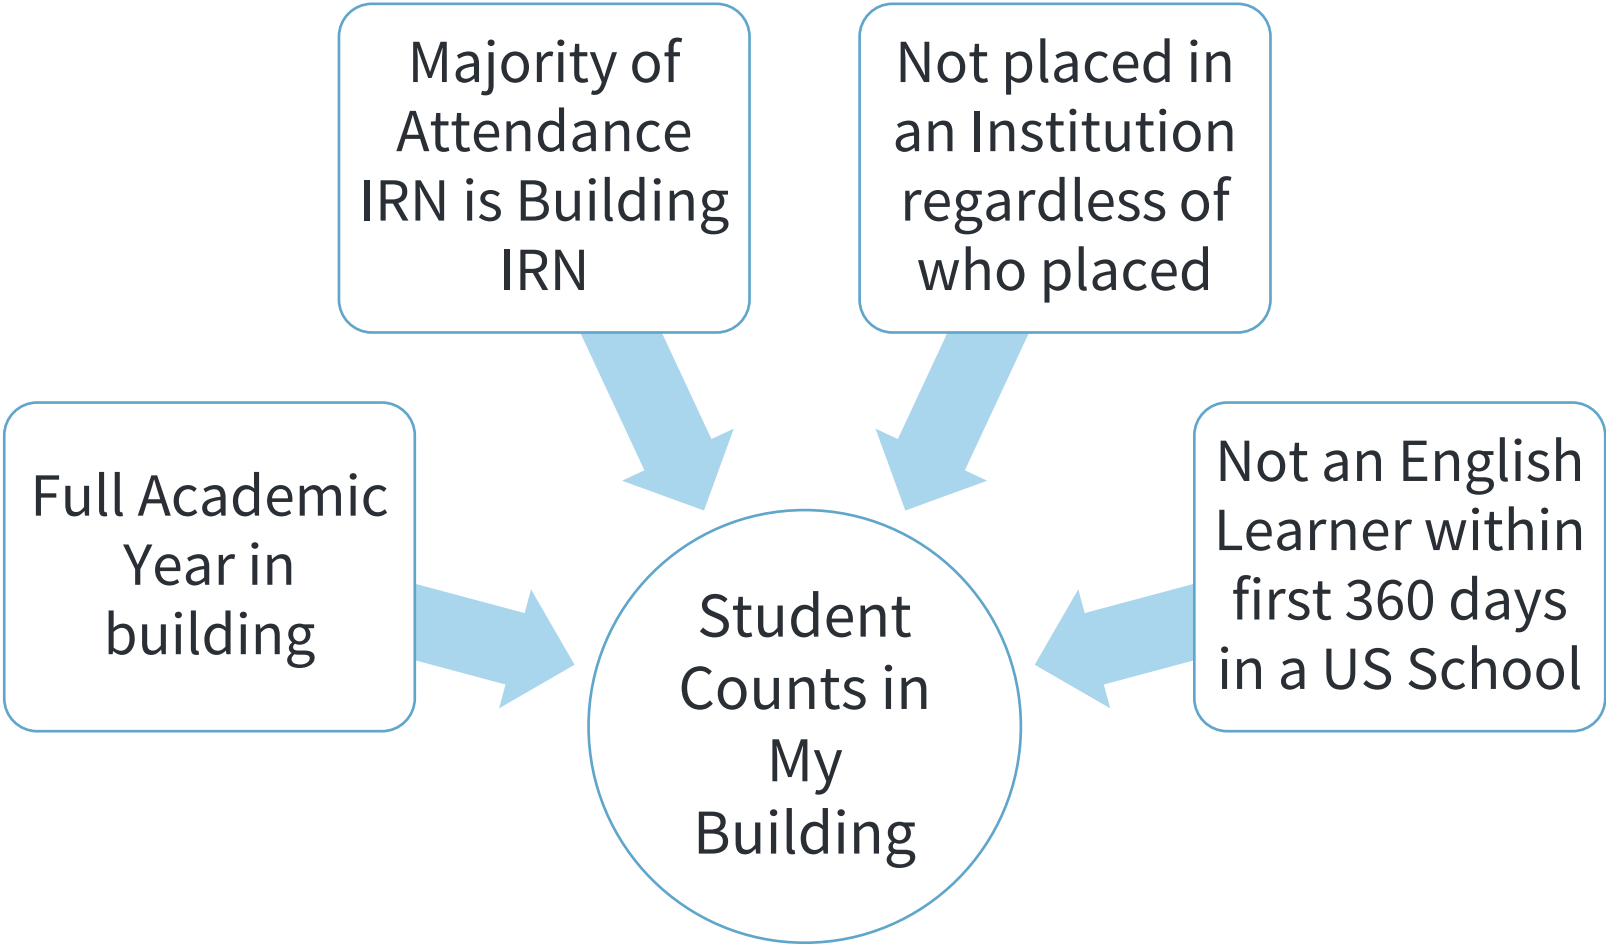 Full Academic
Year in
building
Majority of
Attendance
IRN is Building
IRN
Not placed in
an Institution
regardless of
who placed
Not an English
Learner within
first 360 days
in a US School
Student
Counts in
My
Building